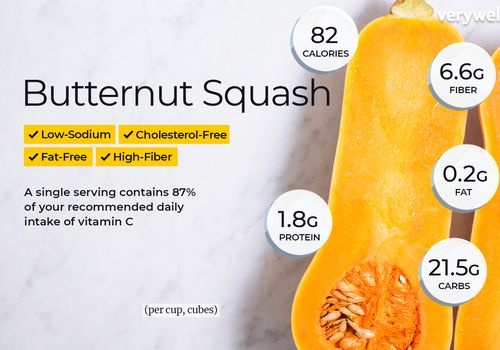 verywel
82
CALORIES
6.6G
FIBER
Butternut Squash
✓ Low-Sodium ✓ Cholesterol-Free
✓ Fat-Free ✓ High-Fiber
0.2G
FAT
A single serving contains 87%
of your recommended daily
intake of vitamin C
1.8G
PROTEIN
21.5G
CARBS
(per cup, cubes)